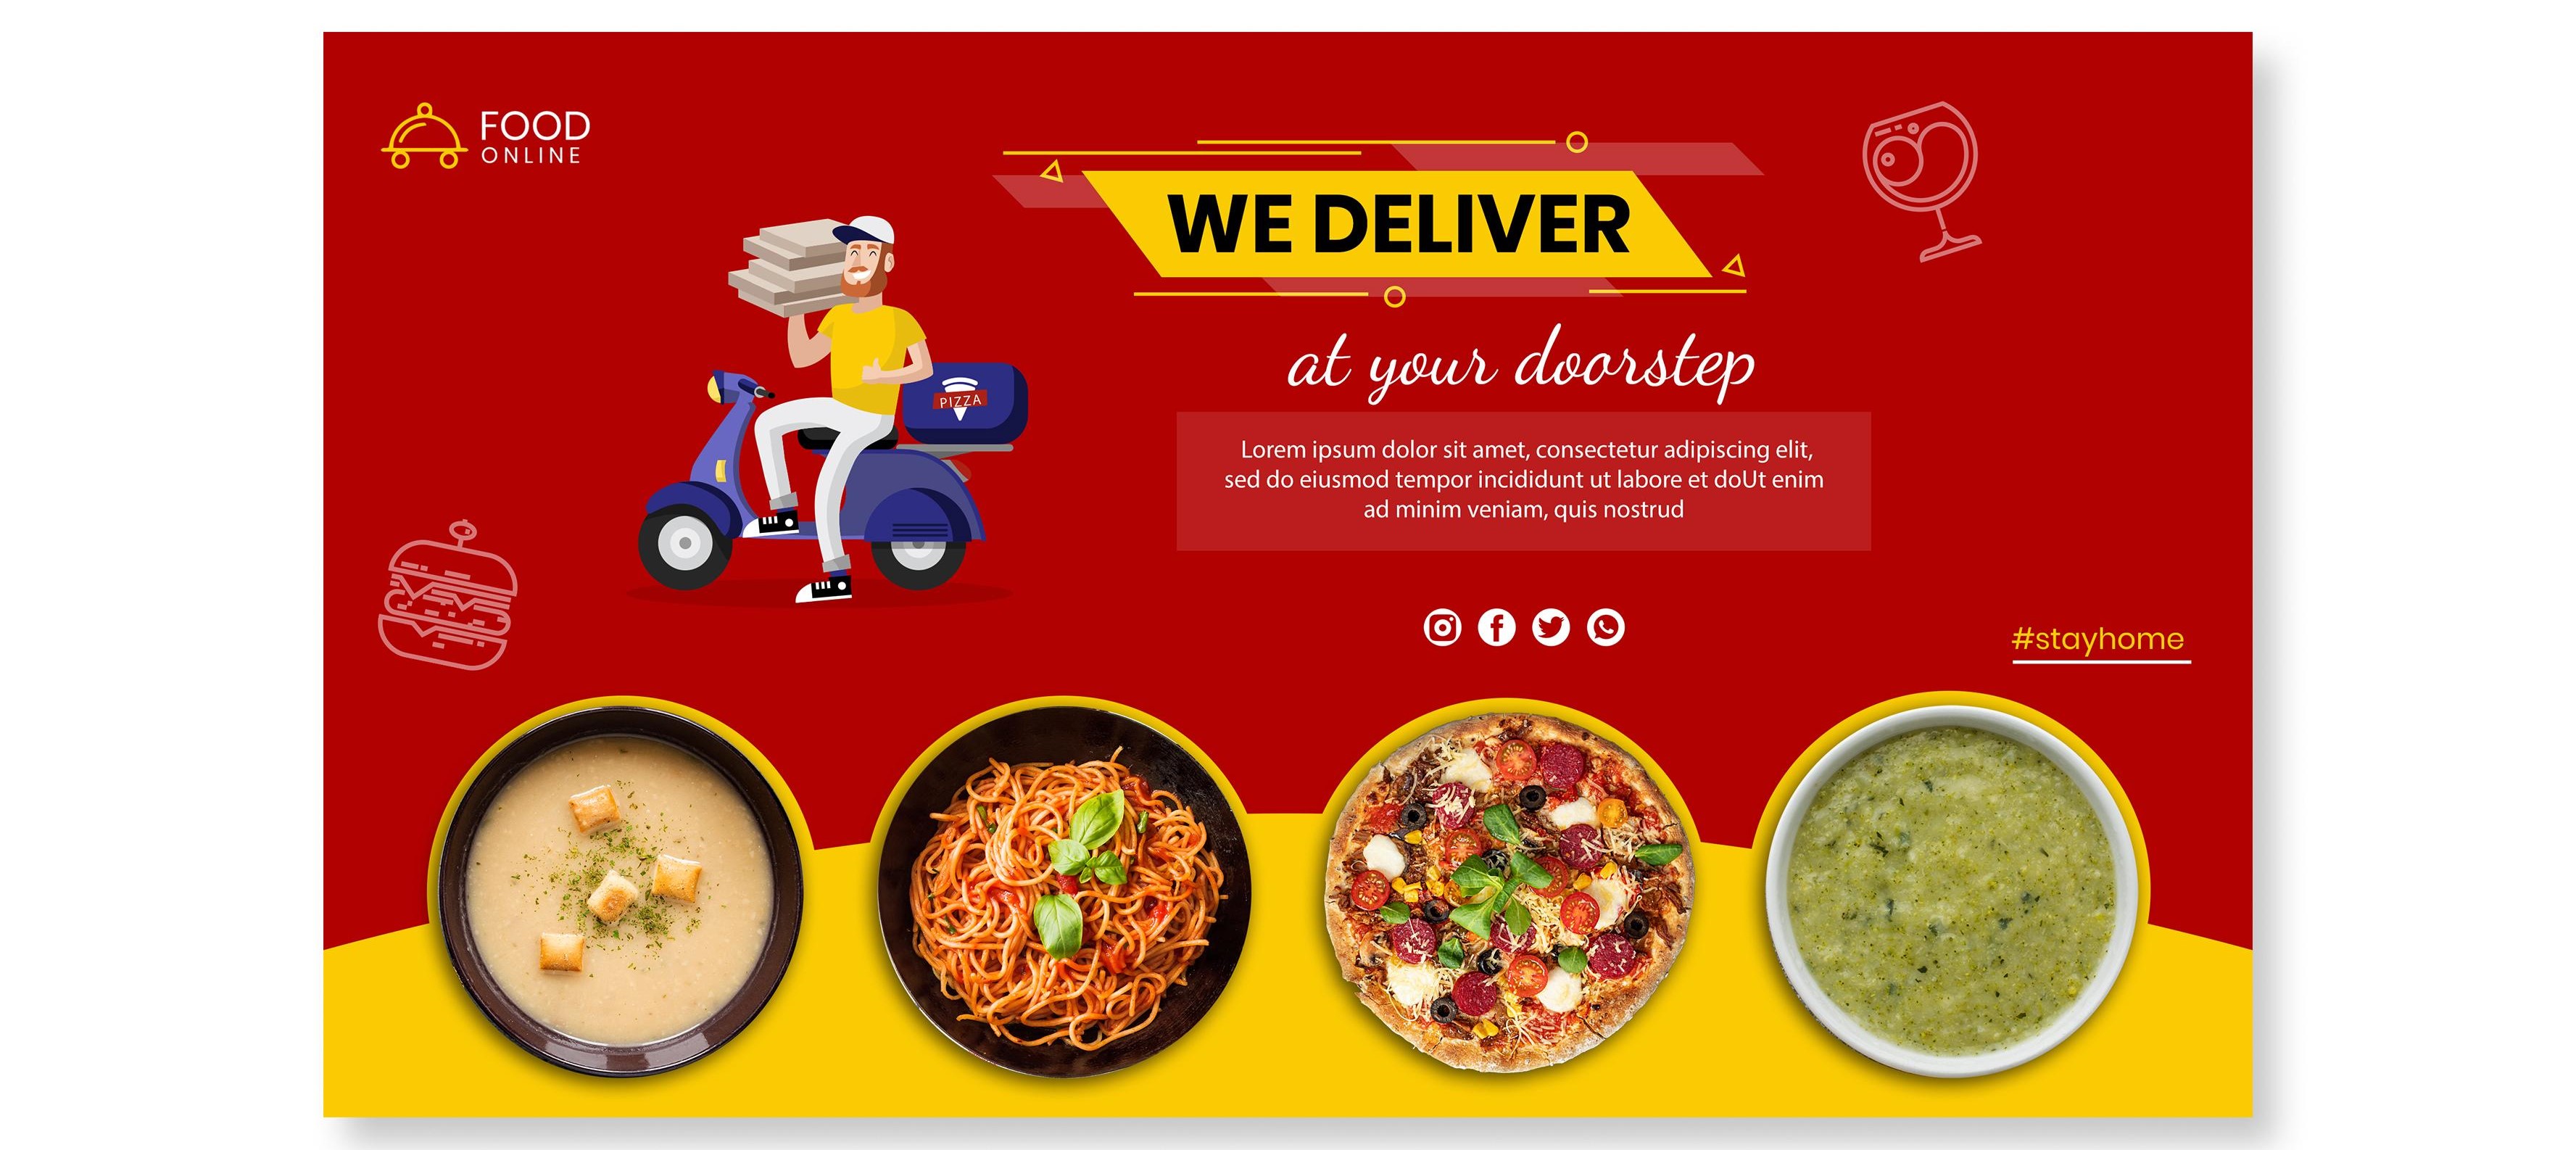 FOOD
ONLINE
WE DELIVER
at your doorstep
PIZZA
Lorem ipsum dolor sit amet, consectetur adipiscing elit,
sed do eiusmod tempor incididunt ut labore et doUt enim
ad minim veniam, quis nostrud
#stayhome